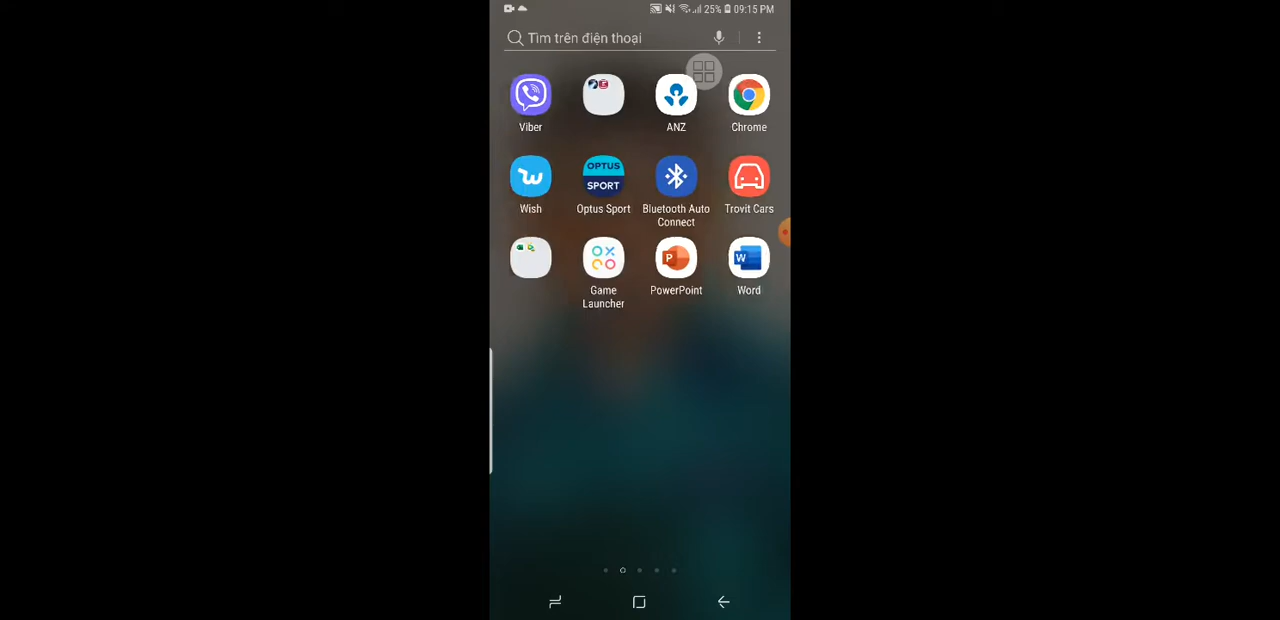 25% 09:15 PM
Tìm trên điện thoại
Viber
ANZ
Chrome
OPTUS
SPORT
Wish
Optus Sport
Bluetooth Auto
Connect
Trovit Cars
P
W
Game
Launcher
PowerPoint
Word